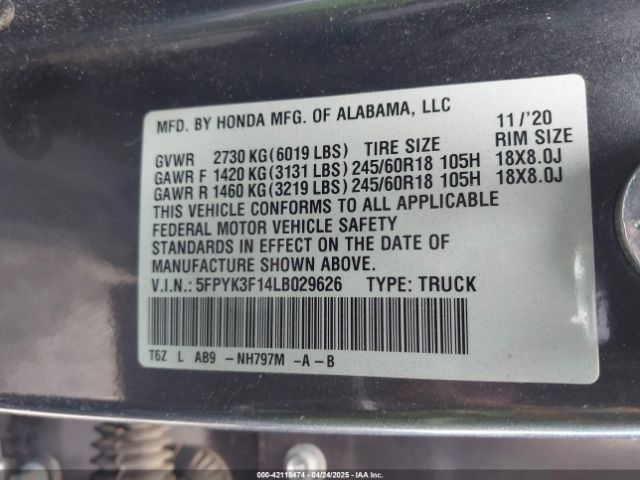 MFD. BY HONDA MFG. OF ALABAMA, LLC 11/'20
GVWR 2730 KG(6019 LBS) TIRE SIZE RIM SIZE
GAWR F 1420 KG(3131 LBS) 245/60R18 105H 18X8.0J
GAWR R 1460 KG(3219 LBS) 245/60R18 105H 18X8.0J
THIS VEHICLE CONFORMS TO ALL APPLICABLE
FEDERAL MOTOR VEHICLE SAFETY
STANDARDS IN EFFECT ON THE DATE OF
MANUFACTURE SHOWN ABOVE.
V.I.N.: 5FPYK3F14LB029626 TYPE: TRUCK
T6Z L AB9 -NH797M -A-B
000-42118474 - 04/24/2025 - IAAI.com